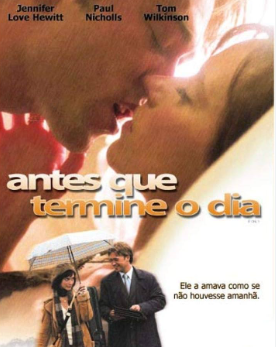 Jennifer Paul Tom
Love Hewitt Nicholls Wilkinson
antes que
termine o dia
Ele a amava como se
não houvesse amanhã.